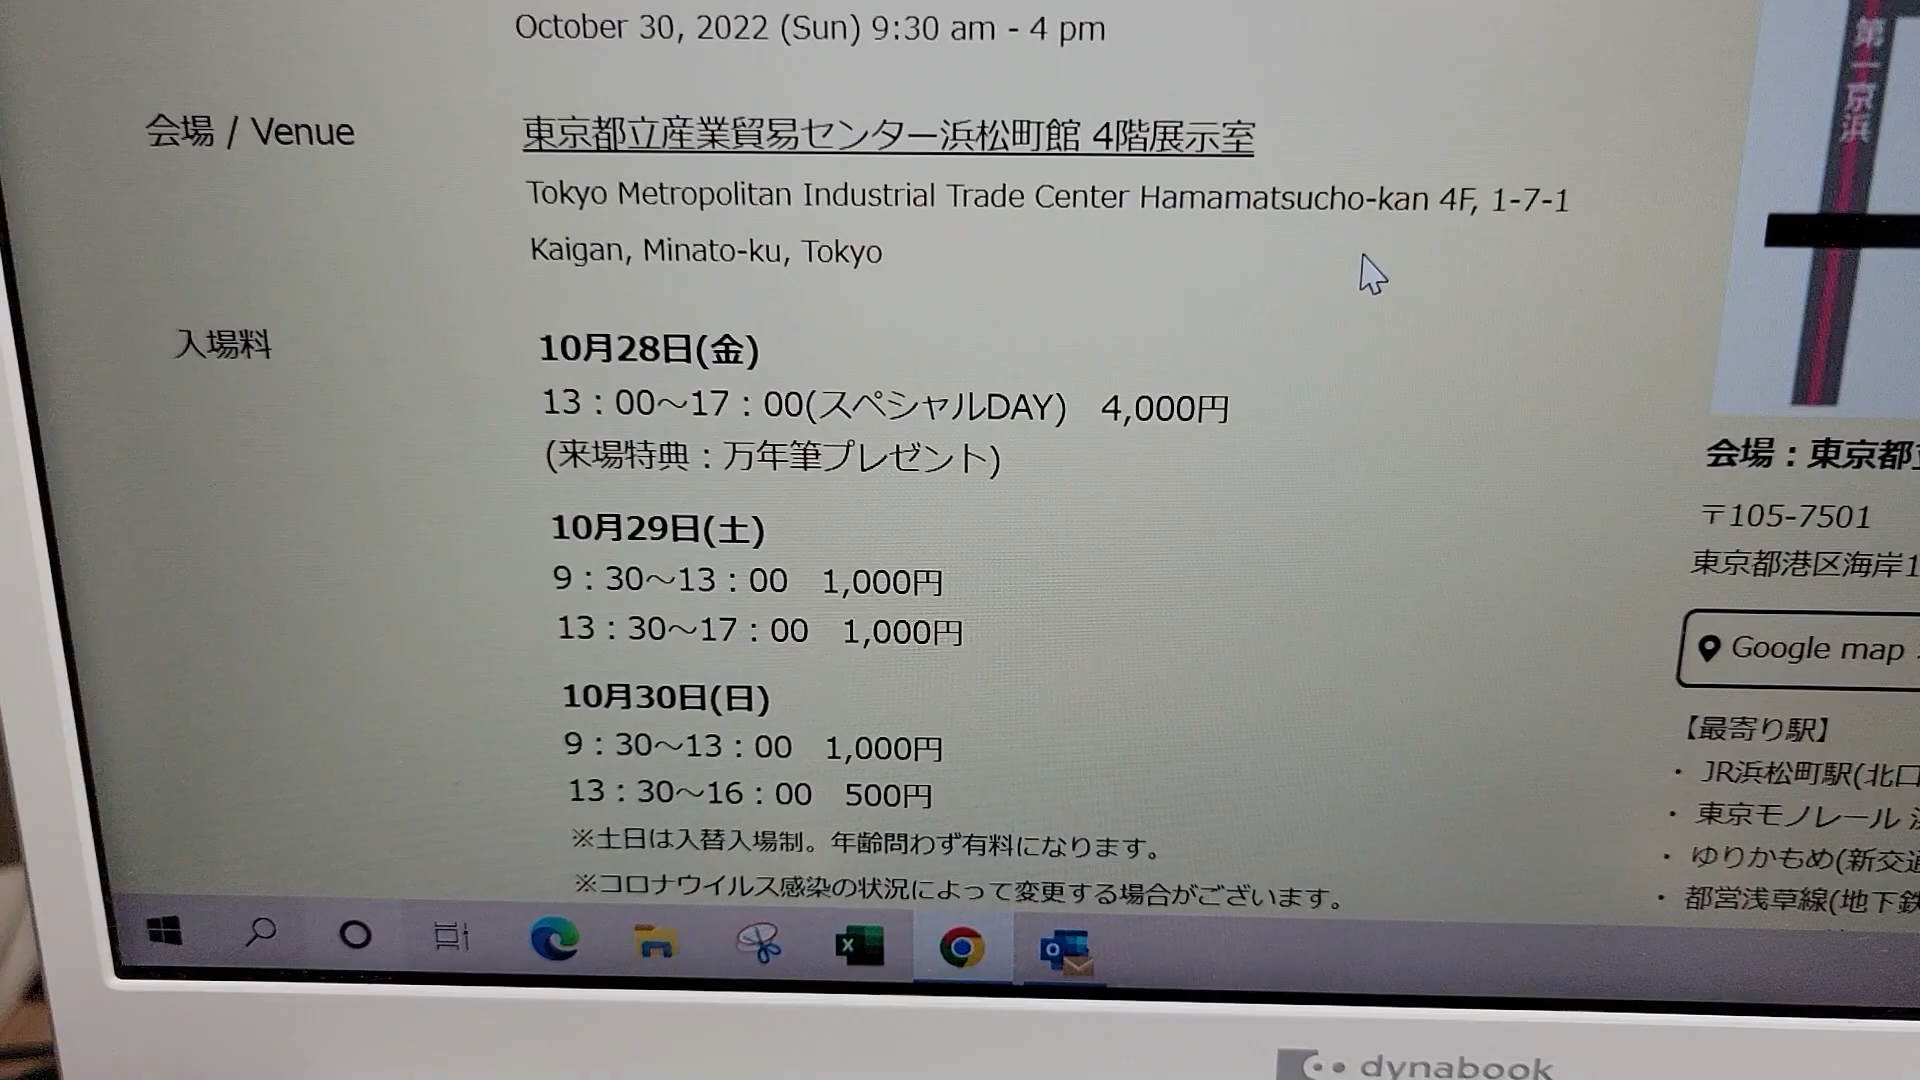 October 30, 2022 (Sun) 9:30 am - 4 pm
会場 / Venue
東京都立産業貿易センター浜松町館 4階展示室
Tokyo Metropolitan Industrial Trade Center Hamamatsucho-kan 4F, 1-7-1
Kaigan, Minato-ku, Tokyo
入場料
10月28日(金)
13：00～17：00(スペシャルDAY)　4,000円
(来場特典：万年筆プレゼント)
10月29日(土)
9：30～13：00　1,000円
13：30～17：00　1,000円
10月30日(日)
9：30～13：00　1,000円
13：30～16：00　500円
※土日は入替入場制。年齢問わず有料になります。
※コロナウイルス感染の状況によって変更する場合がございます。
第一京浜
会場：東京都立
〒105-7501
東京都港区海岸1
Google map
【最寄り駅】
・ JR浜松町駅(北口
・ 東京モノレール
・ ゆりかもめ(新交通
・ 都営浅草線(地下鉄
dynabook